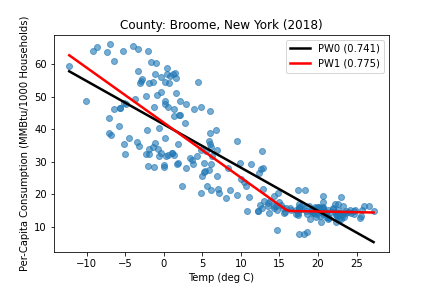 County: Broome, New York (2018)
PW0 (0.741)
PW1 (0.775)
Per-Capita Consumption (MMBtu/1000 Households)
60
50
40
30
20
10
−10 −5 0 5 10 15 20 25
Temp (deg C)